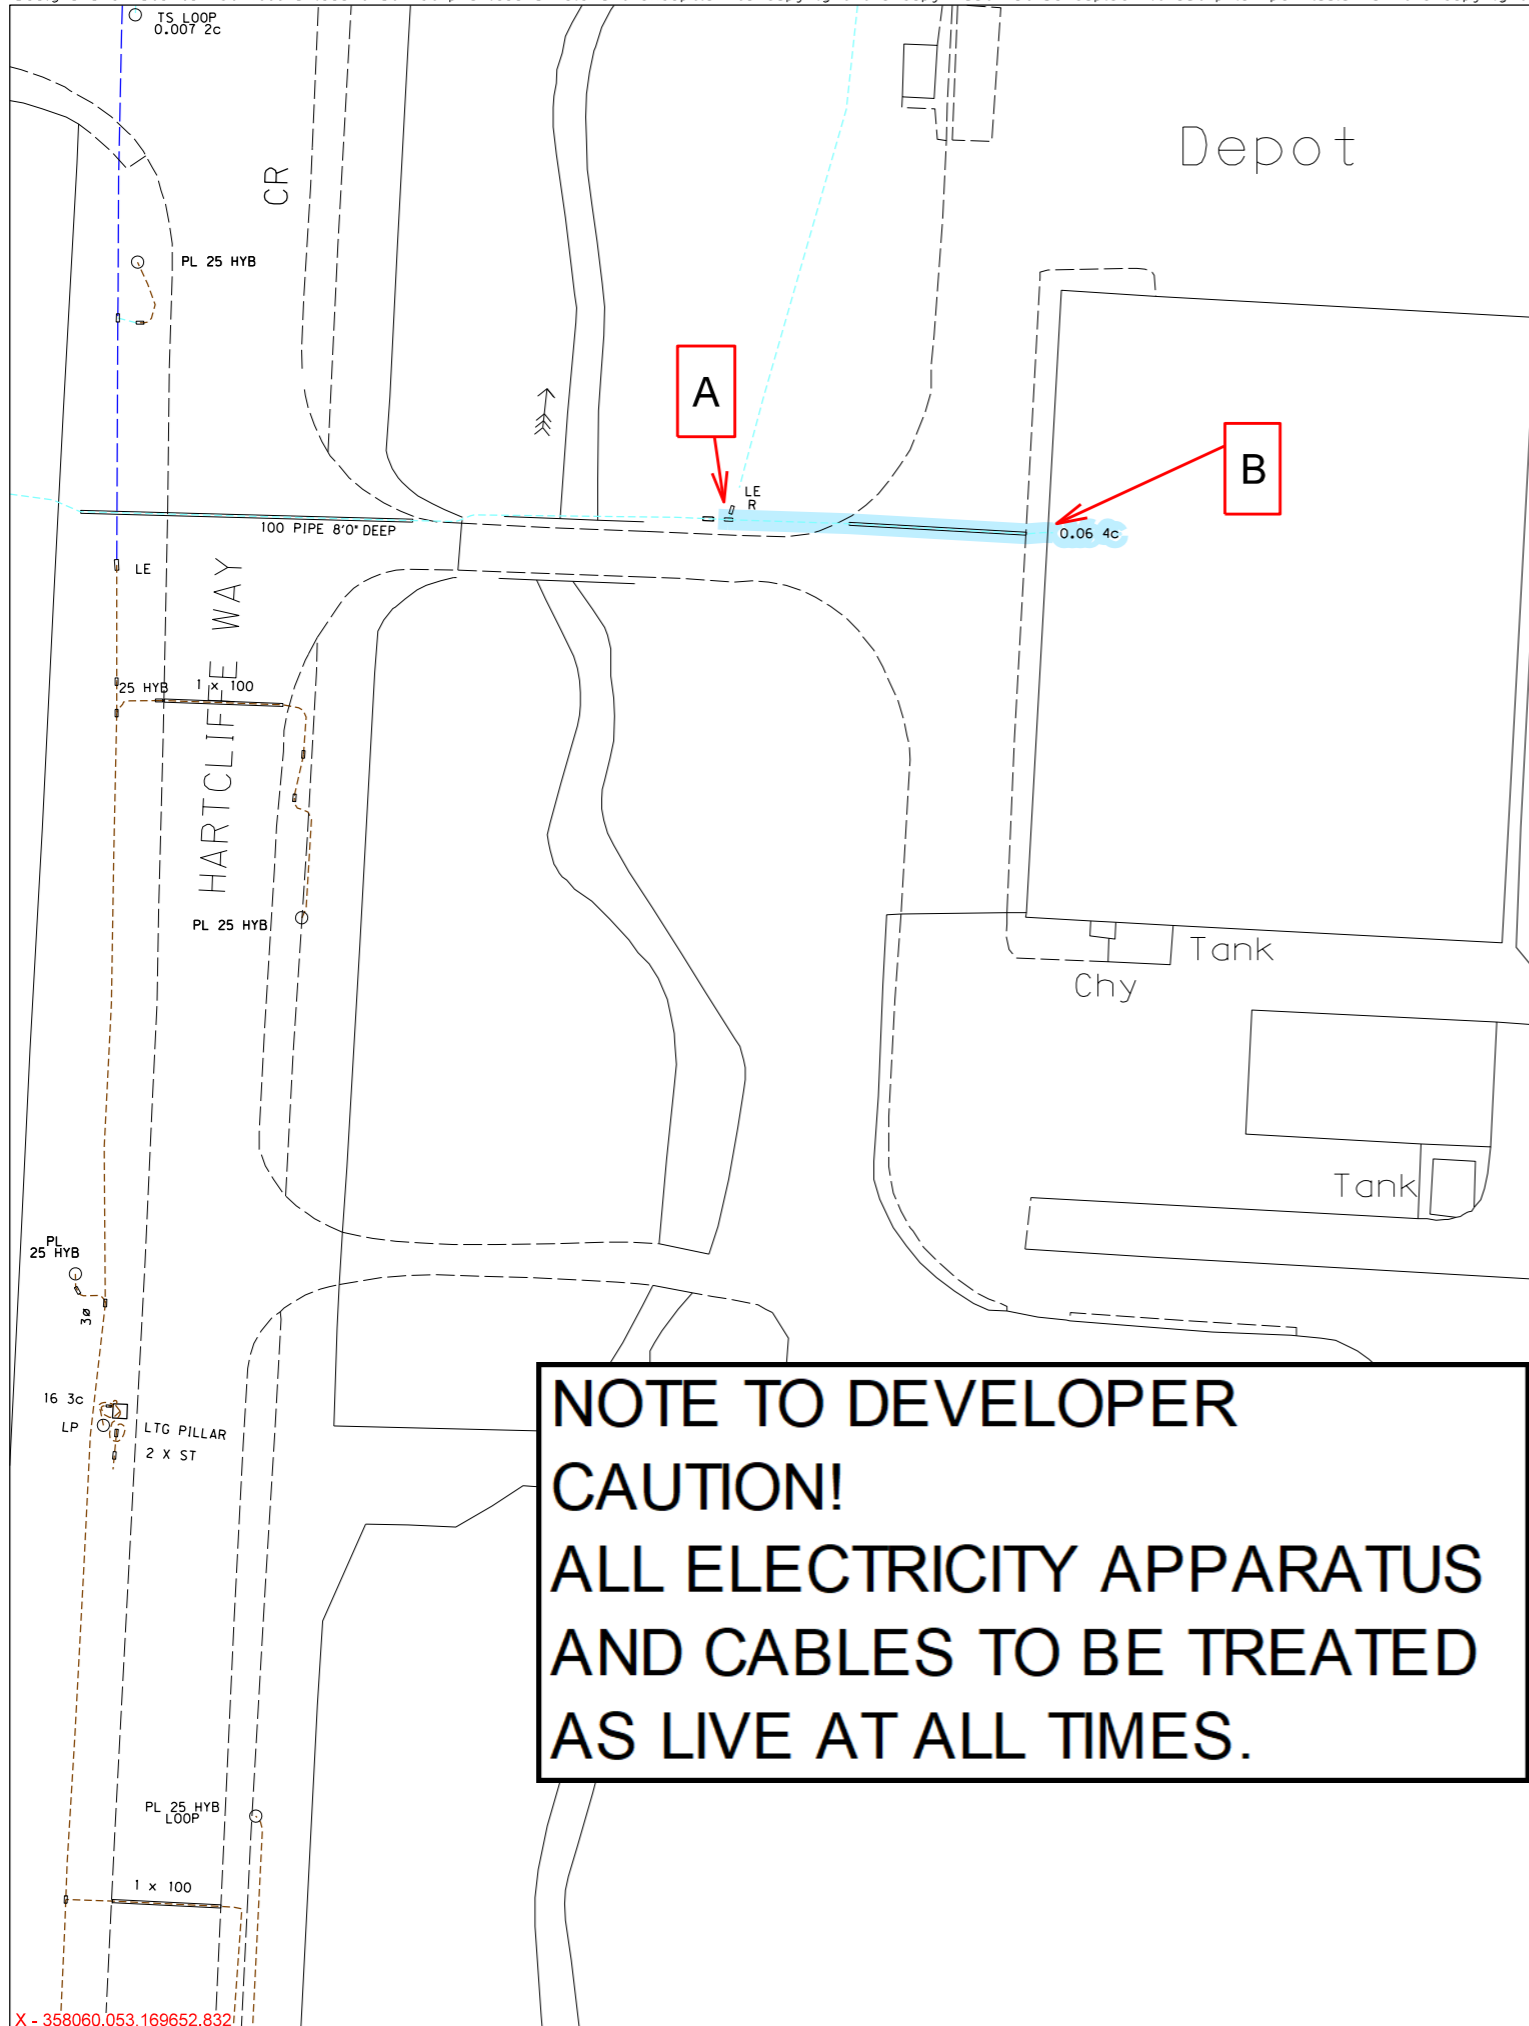 TS LOOP
0.007 2c
Depot
CR
PL 25 HYB
A
B
LE
R
100 PIPE 8'0" DEEP
0.06 4c
LE
HARTCLIFFE WAY
25 HYB
1 x 100
PL 25 HYB
Tank
Chy
Tank
PL
25 HYB
3Ø
16 3c
LP
LTG PILLAR
2 X ST
NOTE TO DEVELOPER
CAUTION!
ALL ELECTRICITY APPARATUS
AND CABLES TO BE TREATED
AS LIVE AT ALL TIMES.
PL 25 HYB
LOOP
1 x 100
X - 358060.053,169652.832